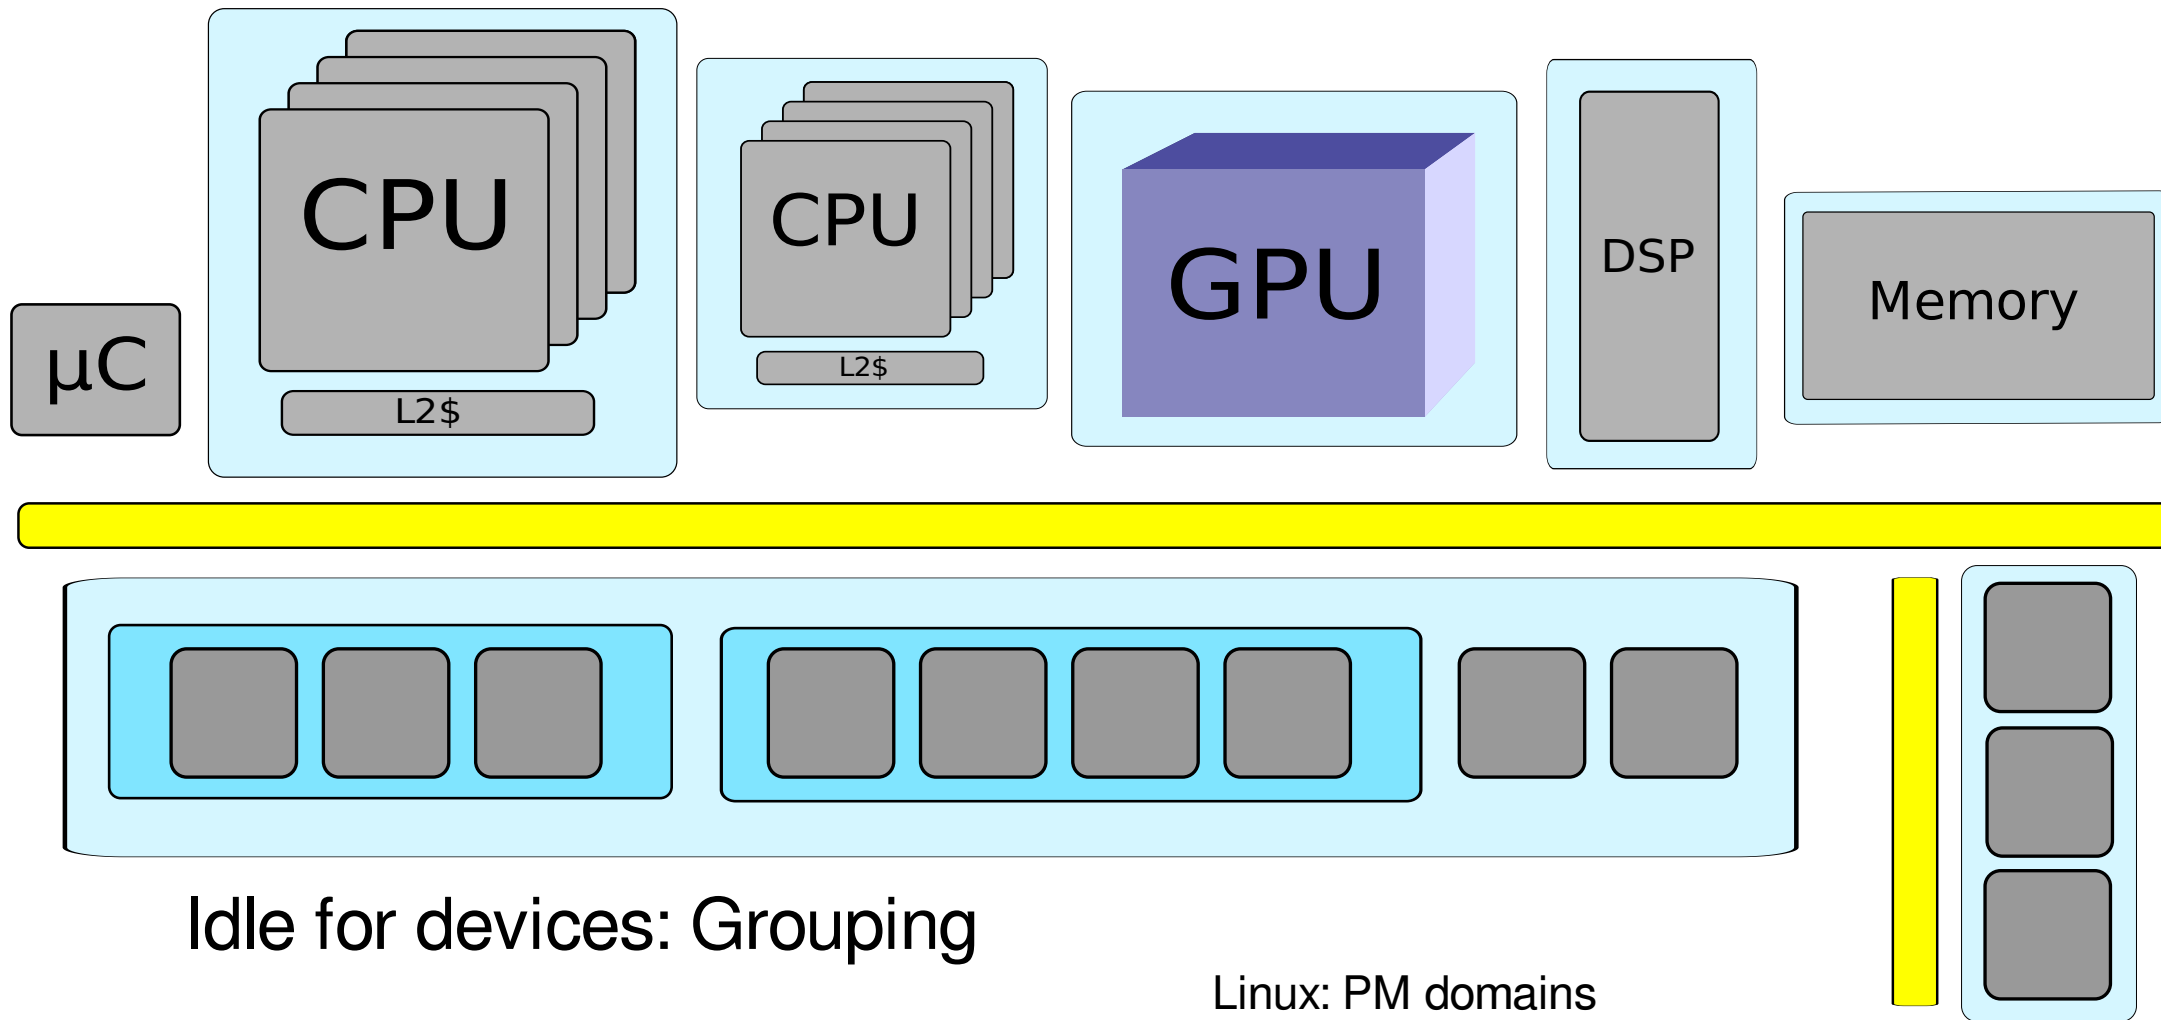 CPU
CPU
GPU
DSP
Memory
µC
L2$
L2$
Idle for devices: Grouping
Linux: PM domains